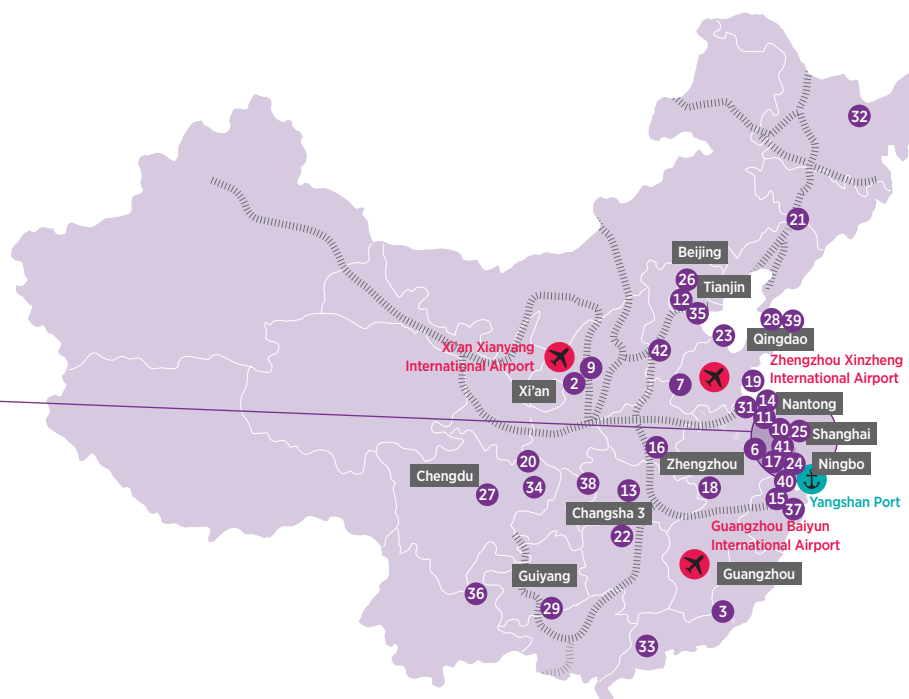 32
21
Beijing
26
Tianjin
12
35
28
39
23
Qingdao
Xi'an Xianyang
International Airport
42
Zhengzhou Xinzheng
International Airport
9
2
Xi'an
7
19
14
31
Nantong
11
10
25
Shanghai
16
6
41
Zhengzhou
17
24
Ningbo
20
Chengdu
27
34
38
13
18
40
Yangshan Port
15
37
Changsha 3
22
Guangzhou Baiyun
International Airport
Guiyang
Guangzhou
36
29
3
33